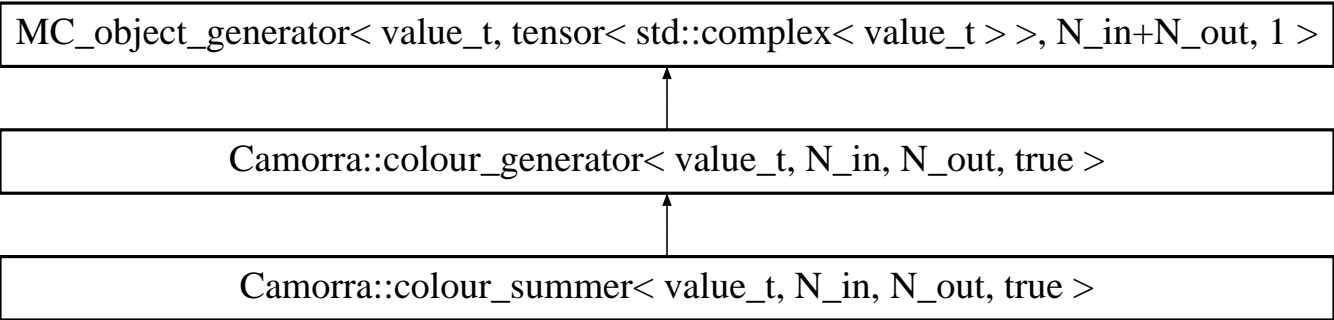 MC_object_generator< value_t, tensor< std::complex< value_t > >, N_in+N_out, 1 >
Camorra::colour_generator< value_t, N_in, N_out, true >
Camorra::colour_summer< value_t, N_in, N_out, true >